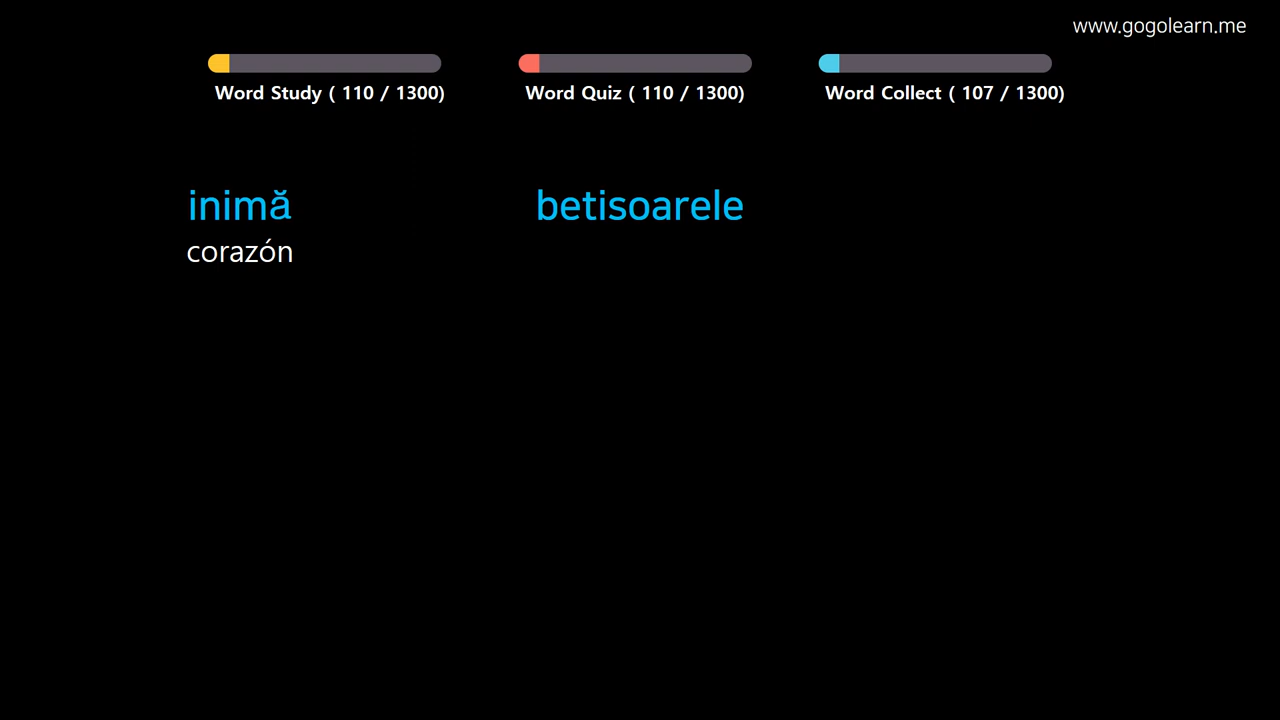 www.gogolearn.me
Word Study ( 110 / 1300)
Word Quiz ( 110 / 1300)
Word Collect ( 107 / 1300)
inimă
corazón
betisoarele